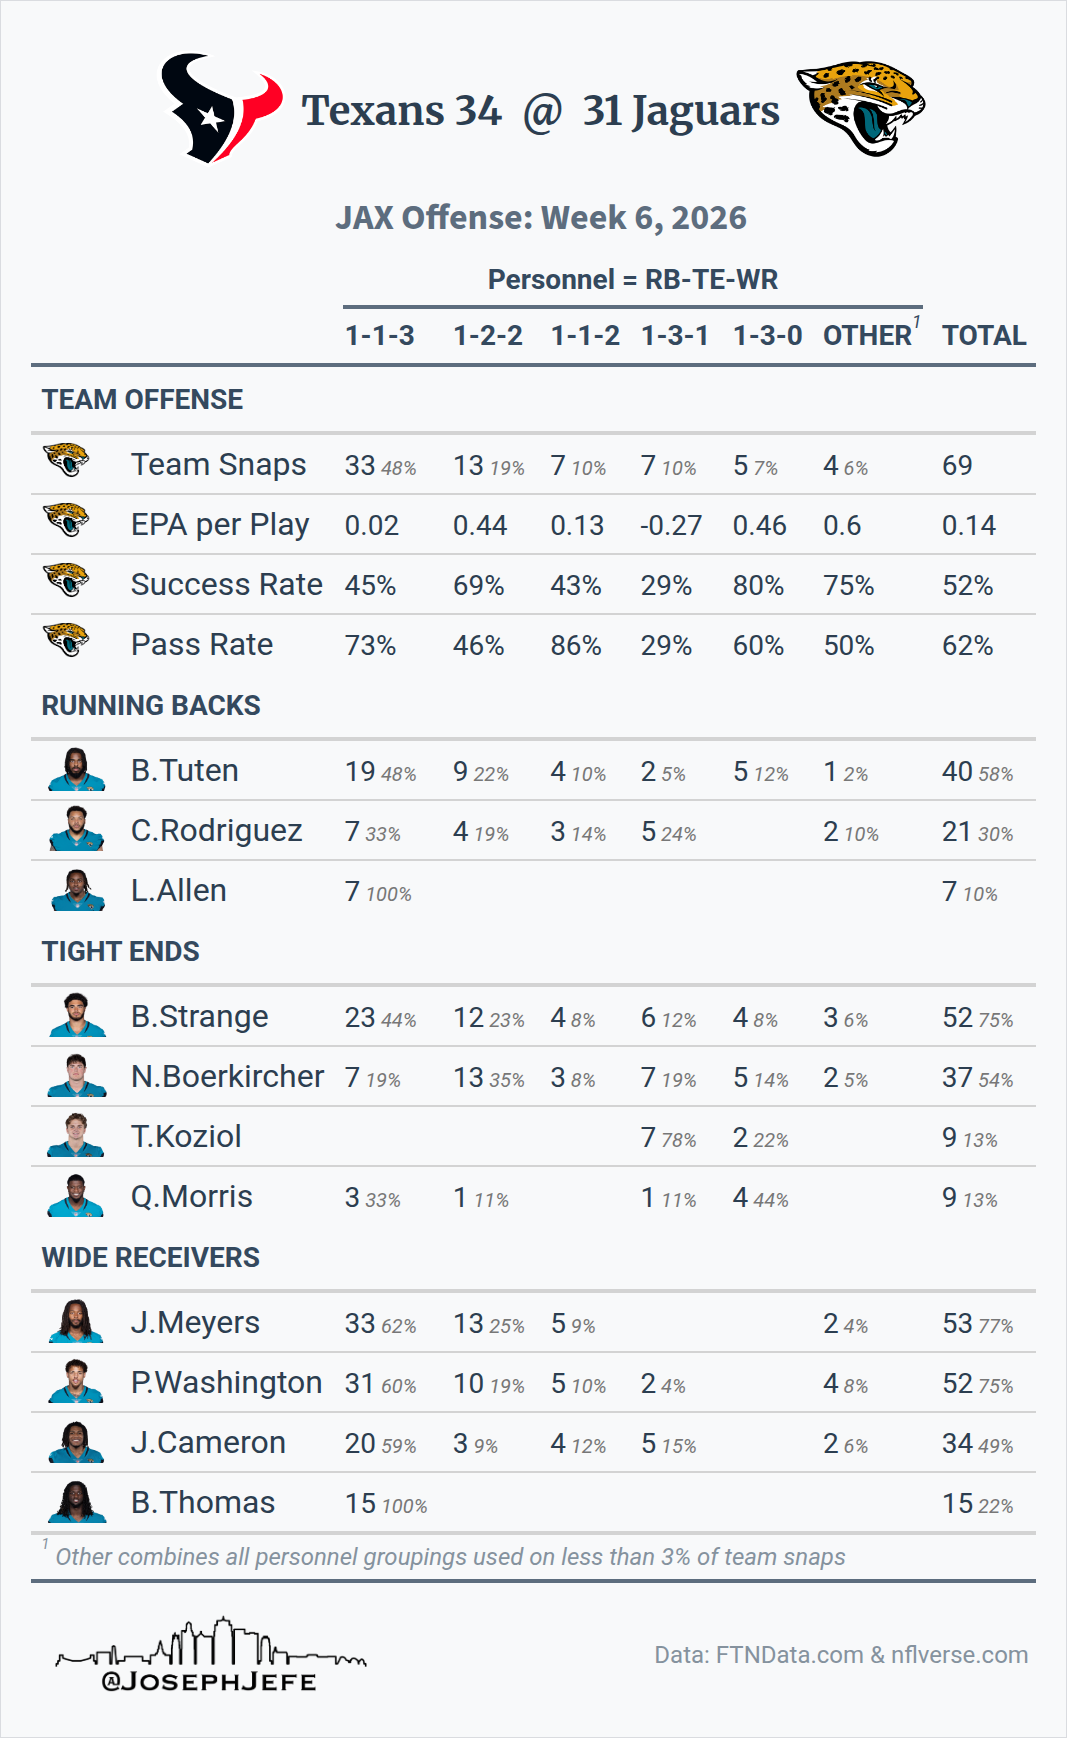 Texans 34 @ 31 Jaguars
JAX Offense: Week 6, 2026
Personnel = RB-TE-WR
1-1-3 1-2-2 1-1-2 1-3-1 1-3-0 OTHER1 TOTAL
TEAM OFFENSE
Team Snaps 33 48% 13 19% 7 10% 7 10% 5 7% 4 6% 69
EPA per Play 0.02 0.44 0.13 -0.27 0.46 0.6 0.14
Success Rate 45% 69% 43% 29% 80% 75% 52%
Pass Rate 73% 46% 86% 29% 60% 50% 62%
RUNNING BACKS
B.Tuten 19 48% 9 22% 4 10% 2 5% 5 12% 1 2% 40 58%
C.Rodriguez 7 33% 4 19% 3 14% 5 24% 2 10% 21 30%
L.Allen 7 100% 7 10%
TIGHT ENDS
B.Strange 23 44% 12 23% 4 8% 6 12% 4 8% 3 6% 52 75%
N.Boerkircher 7 19% 13 35% 3 8% 7 19% 5 14% 2 5% 37 54%
T.Koziol 7 78% 2 22% 9 13%
Q.Morris 3 33% 1 11% 1 11% 4 44% 9 13%
WIDE RECEIVERS
J.Meyers 33 62% 13 25% 5 9% 2 4% 53 77%
P.Washington 31 60% 10 19% 5 10% 2 4% 4 8% 52 75%
J.Cameron 20 59% 3 9% 4 12% 5 15% 2 6% 34 49%
B.Thomas 15 100% 15 22%
1 Other combines all personnel groupings used on less than 3% of team snaps
@JosephJefe
Data: FTNData.com & nflverse.com